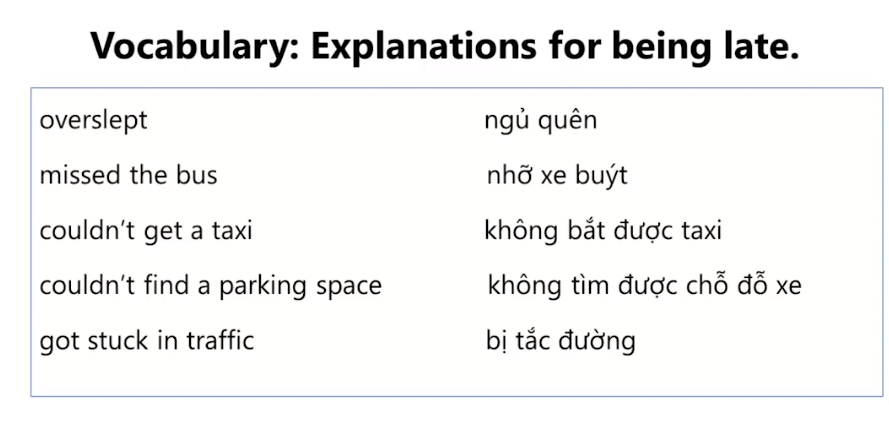 Vocabulary: Explanations for being late.
overslept ngủ quên
missed the bus nhỡ xe buýt
couldn't get a taxi không bắt được taxi
couldn't find a parking space không tìm được chỗ đỗ xe
got stuck in traffic bị tắc đường